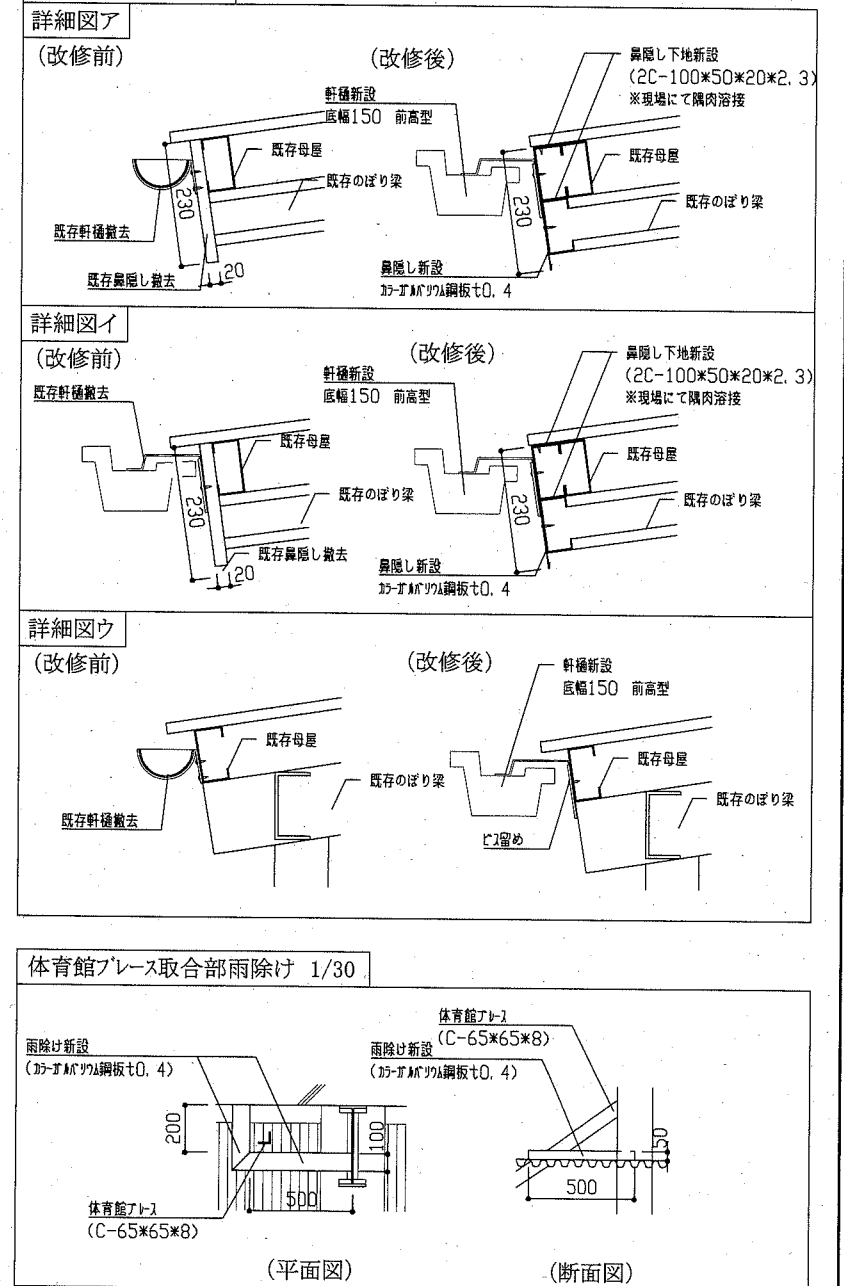 詳細図ア
(改修前)
(改修後)
軒樋新設
底幅150 前高型
鼻隠し下地新設
(2C-100*50*20*2.3)
※現場にて隅肉溶接
既存母屋
既存のぼり梁
既存軒樋撤去
230
既存鼻隠し撤去
20
既存母屋
既存のぼり梁
230
鼻隠し新設
カラーガルバリウム鋼板t0.4
詳細図イ
(改修前)
(改修後)
既存軒樋撤去
軒樋新設
底幅150 前高型
鼻隠し下地新設
(2C-100*50*20*2.3)
※現場にて隅肉溶接
既存母屋
既存のぼり梁
230
既存鼻隠し撤去
20
既存母屋
既存のぼり梁
230
鼻隠し新設
カラーガルバリウム鋼板t0.4
詳細図ウ
(改修前)
(改修後)
軒樋新設
底幅150 前高型
既存母屋
既存のぼり梁
既存軒樋撤去
既存母屋
既存のぼり梁
ビス留め
体育館ブレース取合部雨除け 1/30
雨除け新設
(カラーガルバリウム鋼板t0.4)
200
100
500
体育館ブレース
(C-65*65*8)
(平面図)
体育館ブレース
(C-65*65*8)
雨除け新設
(カラーガルバリウム鋼板t0.4)
50
500
(断面図)